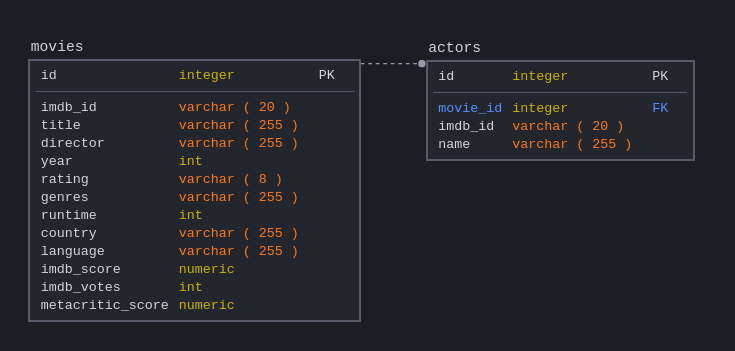 movies
id integer PK
imdb_id varchar ( 20 )
title varchar ( 255 )
director varchar ( 255 )
year int
rating varchar ( 8 )
genres varchar ( 255 )
runtime int
country varchar ( 255 )
language varchar ( 255 )
imdb_score numeric
imdb_votes int
metacritic_score numeric
actors
id integer PK
movie_id integer FK
imdb_id varchar ( 20 )
name varchar ( 255 )